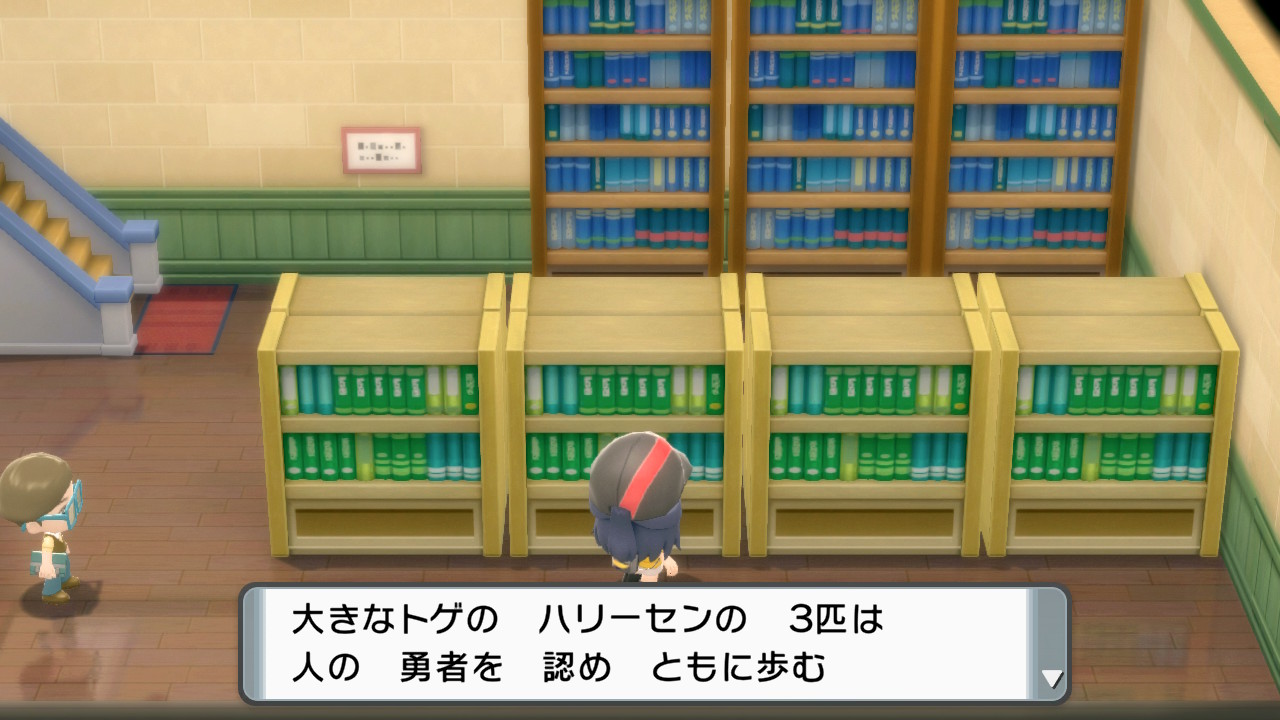 大きなトゲの　ハリーセンの　3匹は
人の　勇者を　認め　ともに歩む